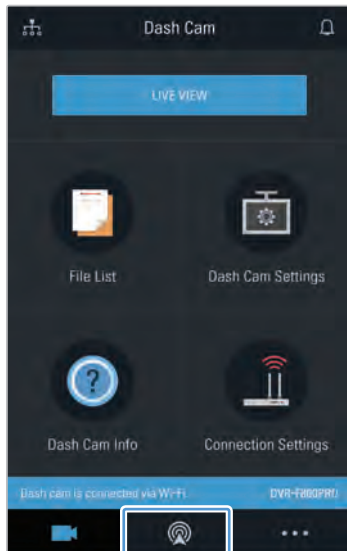 Dash Cam
LIVE VIEW
File List
Dash Cam Settings
?
Dash Cam Info
Connection Settings
Dash cam is connected via Wi-Fi.
DVR-F800PRO